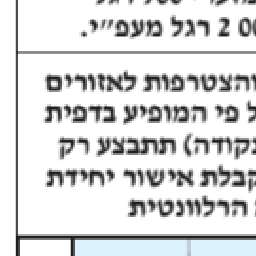 2 00 רגל מעפ״י.
והצטרפות לאזורים
ל פי המופיע בדפית
נקודה) תתבצע רק
קבלת אישור יחידת
הרלוונטית